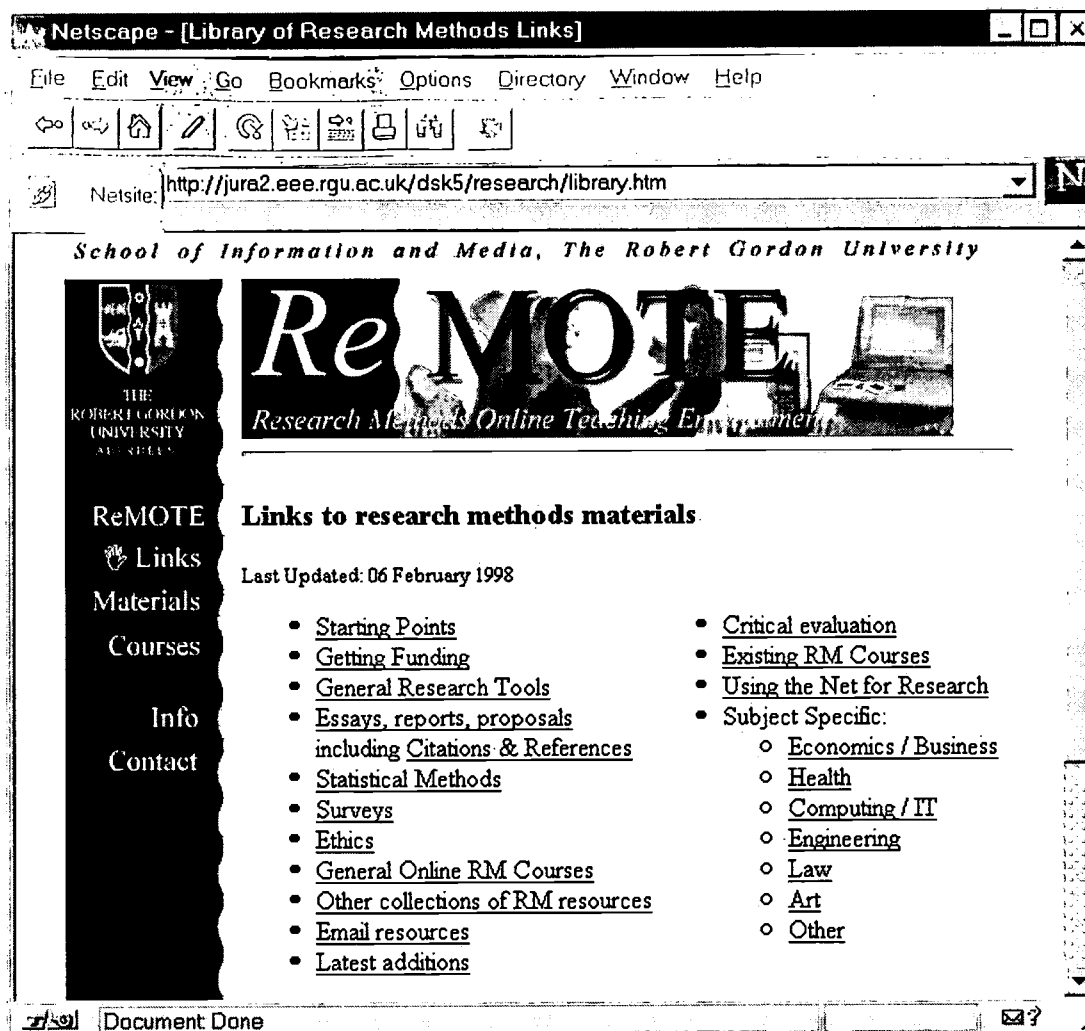 Netscape - [Library of Research Methods Links]
File Edit View Go Bookmarks Options Directory Window Help
Netsite: http://jura2.eee.rgu.ac.uk/dsk5/research/library.htm
N
School of Information and Media, The Robert Gordon University
THE
ROBERT GORDON
UNIVERSITY
ABERDEEN
ReMOTE
Research Methods Online Teaching Environment
ReMOTE
Links
Materials
Courses
Info
Contact
Links to research methods materials
Last Updated: 06 February 1998
Starting Points
Getting Funding
General Research Tools
Essays, reports, proposals
including Citations & References
Statistical Methods
Surveys
Ethics
General Online RM Courses
Other collections of RM resources
Email resources
Latest additions
Critical evaluation
Existing RM Courses
Using the Net for Research
Subject Specific:
Economics / Business
Health
Computing / IT
Engineering
Law
Art
Other
Document: Done
?